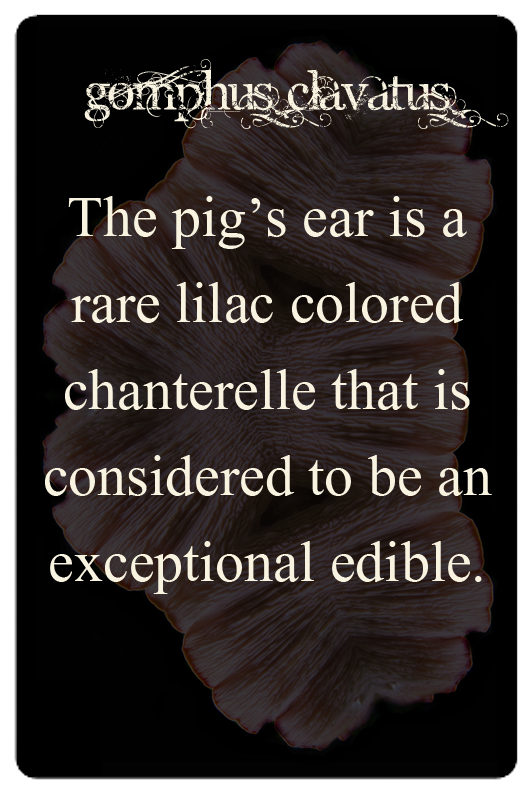 gomphus clavatus
The pig’s ear is a
rare lilac colored
chanterelle that is
considered to be an
exceptional edible.